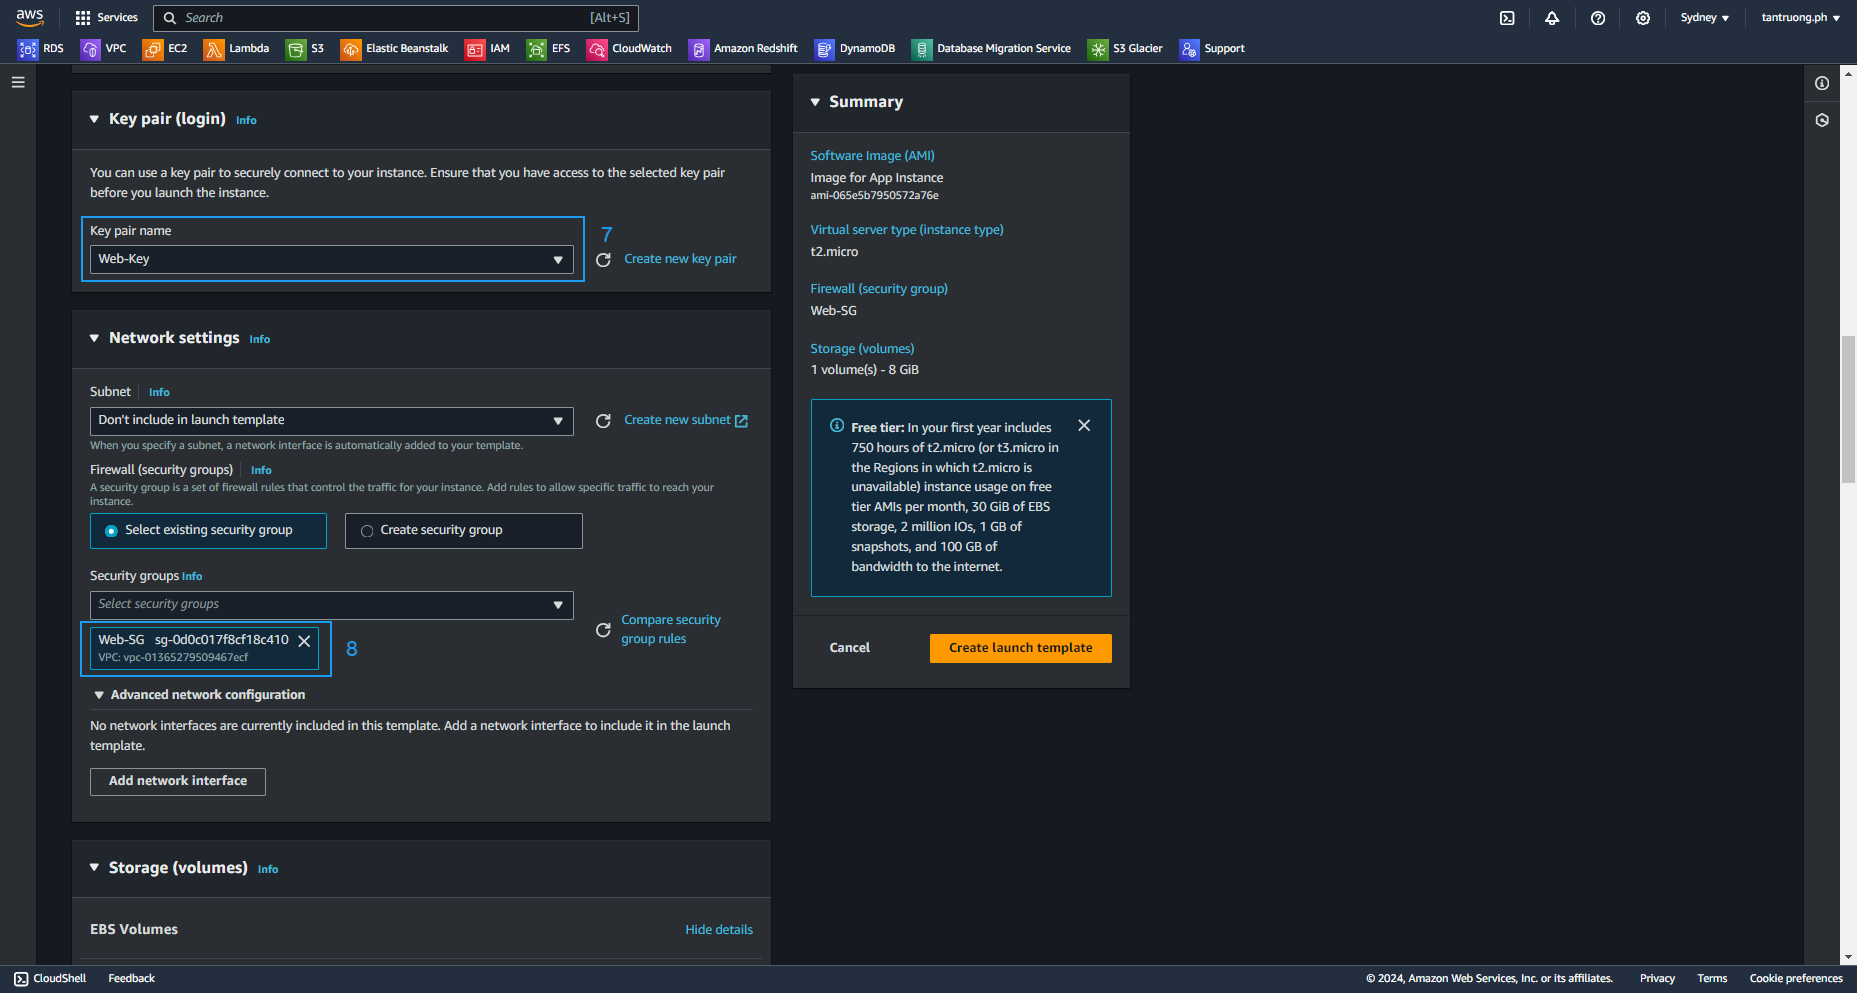 aws
Services
Search
[Alt+S]
Sydney
tantruong.ph
RDS
VPC
EC2
Lambda
S3
Elastic Beanstalk
IAM
EFS
CloudWatch
Amazon Redshift
DynamoDB
Database Migration Service
S3 Glacier
Support
Key pair (login) Info
You can use a key pair to securely connect to your instance. Ensure that you have access to the selected key pair
before you launch the instance.
Key pair name
7
Web-Key
Create new key pair
Network settings Info
Subnet Info
Don't include in launch template
Create new subnet
When you specify a subnet, a network interface is automatically added to your template.
Firewall (security groups) Info
A security group is a set of firewall rules that control the traffic for your instance. Add rules to allow specific traffic to reach your
instance.
Select existing security group
Create security group
Security groups Info
Select security groups
Compare security
group rules
Web-SG sg-0d0c017f8cf18c410
VPC: vpc-01365279509467ecf
8
Advanced network configuration
No network interfaces are currently included in this template. Add a network interface to include it in the launch
template.
Add network interface
Storage (volumes) Info
EBS Volumes
Hide details
Summary
Software Image (AMI)
Image for App Instance
ami-065e5b7950572a76e
Virtual server type (instance type)
t2.micro
Firewall (security group)
Web-SG
Storage (volumes)
1 volume(s) - 8 GiB
Free tier: In your first year includes
750 hours of t2.micro (or t3.micro in
the Regions in which t2.micro is
unavailable) instance usage on free
tier AMIs per month, 30 GiB of EBS
storage, 2 million IOs, 1 GB of
snapshots, and 100 GB of
bandwidth to the internet.
Cancel
Create launch template
CloudShell
Feedback
© 2024, Amazon Web Services, Inc. or its affiliates.
Privacy
Terms
Cookie preferences